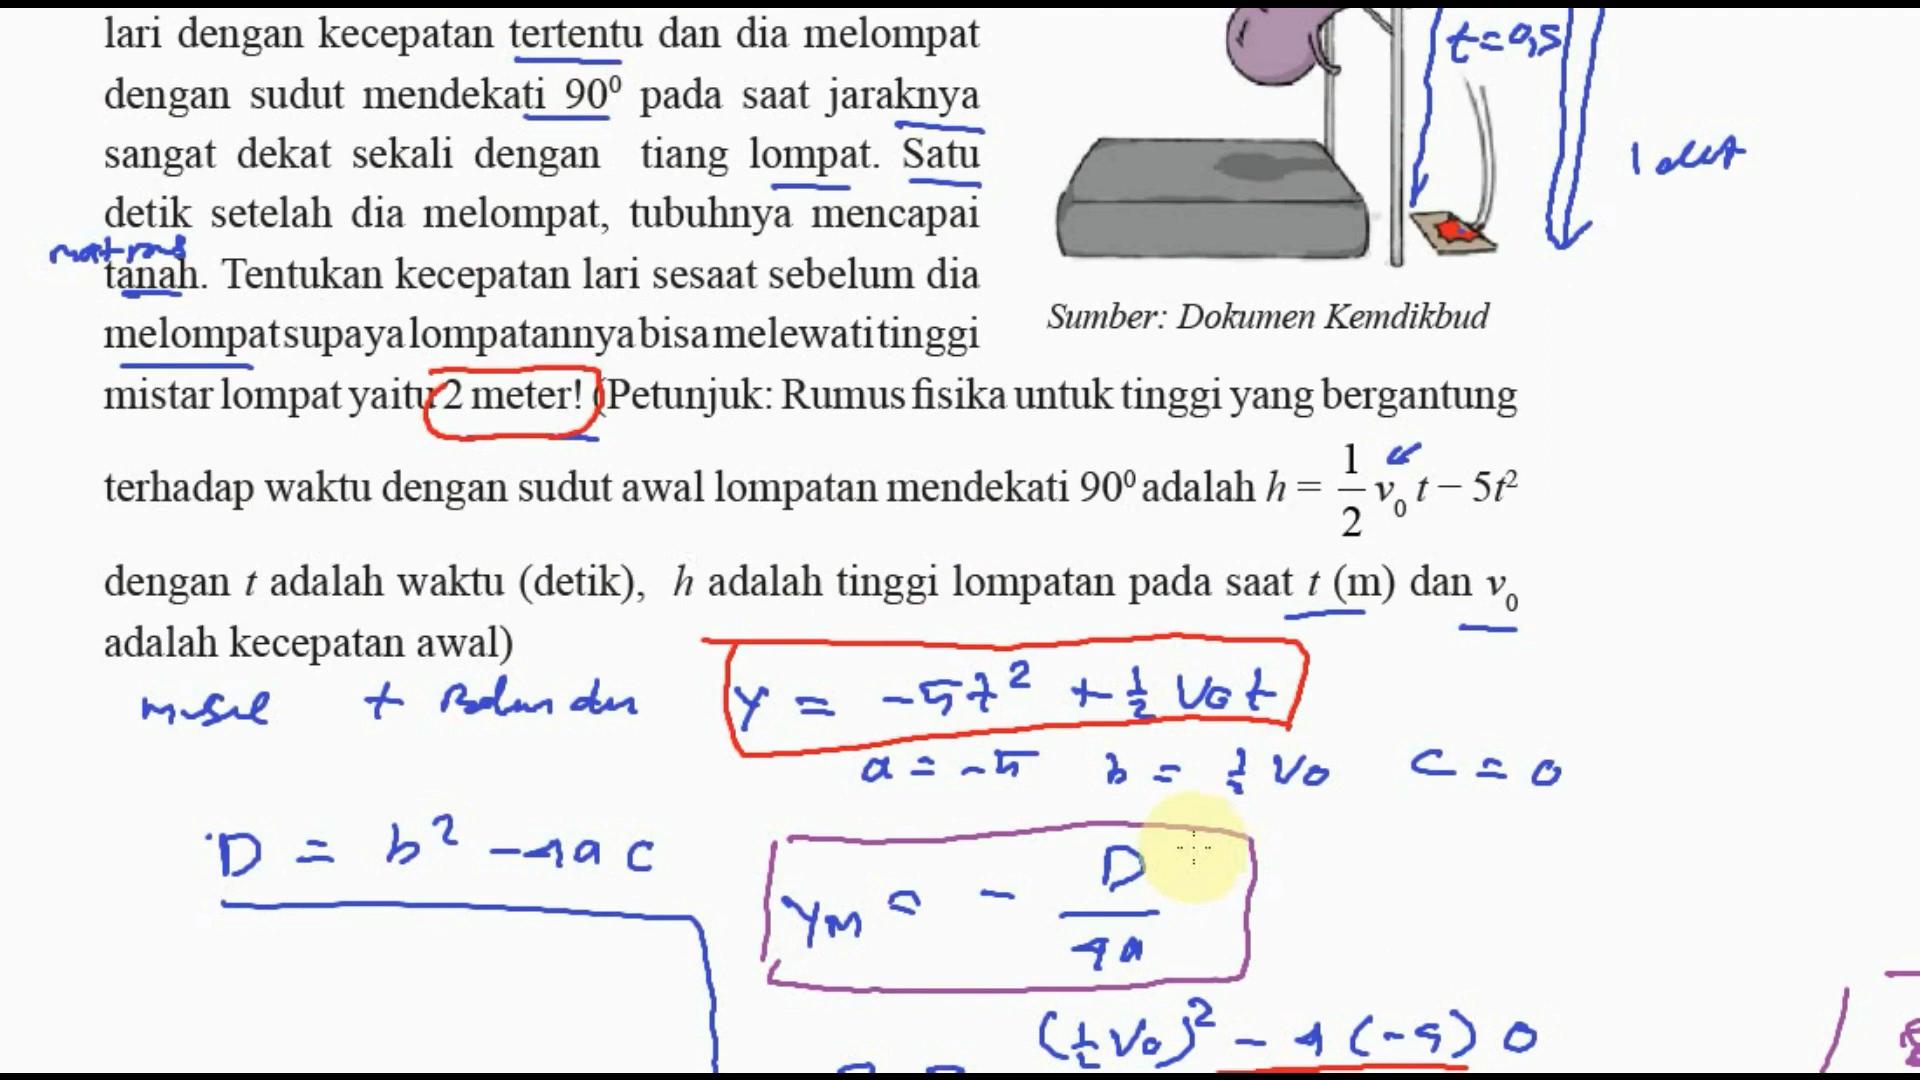 lari dengan kecepatan tertentu dan dia melompat
dengan sudut mendekati 90⁰ pada saat jaraknya
sangat dekat sekali dengan tiang lompat. Satu
detik setelah dia melompat, tubuhnya mencapai
tanah. Tentukan kecepatan lari sesaat sebelum dia
melompat supaya lompatannya bisa melewati tinggi
mistar lompat yaitu 2 meter! (Petunjuk: Rumus fisika untuk tinggi yang bergantung
terhadap waktu dengan sudut awal lompatan mendekati 90⁰ adalah h = 1/2 v₀ t – 5t²
dengan t adalah waktu (detik), h adalah tinggi lompatan pada saat t (m) dan v₀
adalah kecepatan awal)
t=0,5
Sumber: Dokumen Kemdikbud
y = -5t² + 1/2 V0 t
a = -5 b = 1/2 V0 C = 0
D = b² - 4ac
YM = - D/4a
(1/2 V0)² - 4 (-5) 0